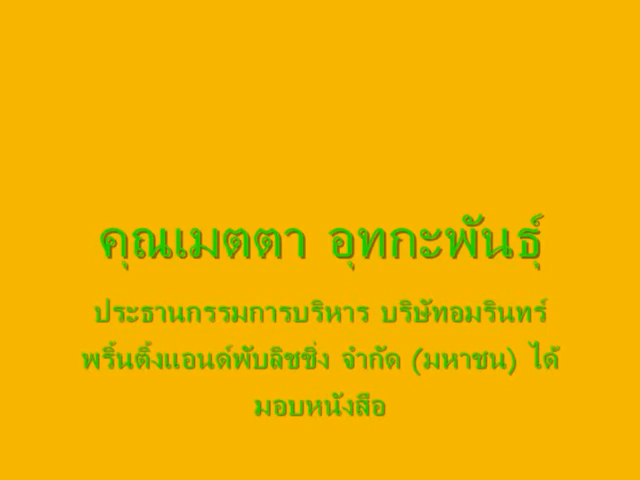 คุณเมตตา อุทกะพันธุ์
ประธานกรรมการบริหาร บริษัทอมรินทร์
พริ้นติ้งแอนด์พับลิชชิ่ง จำกัด (มหาชน) ได้
มอบหนังสือ